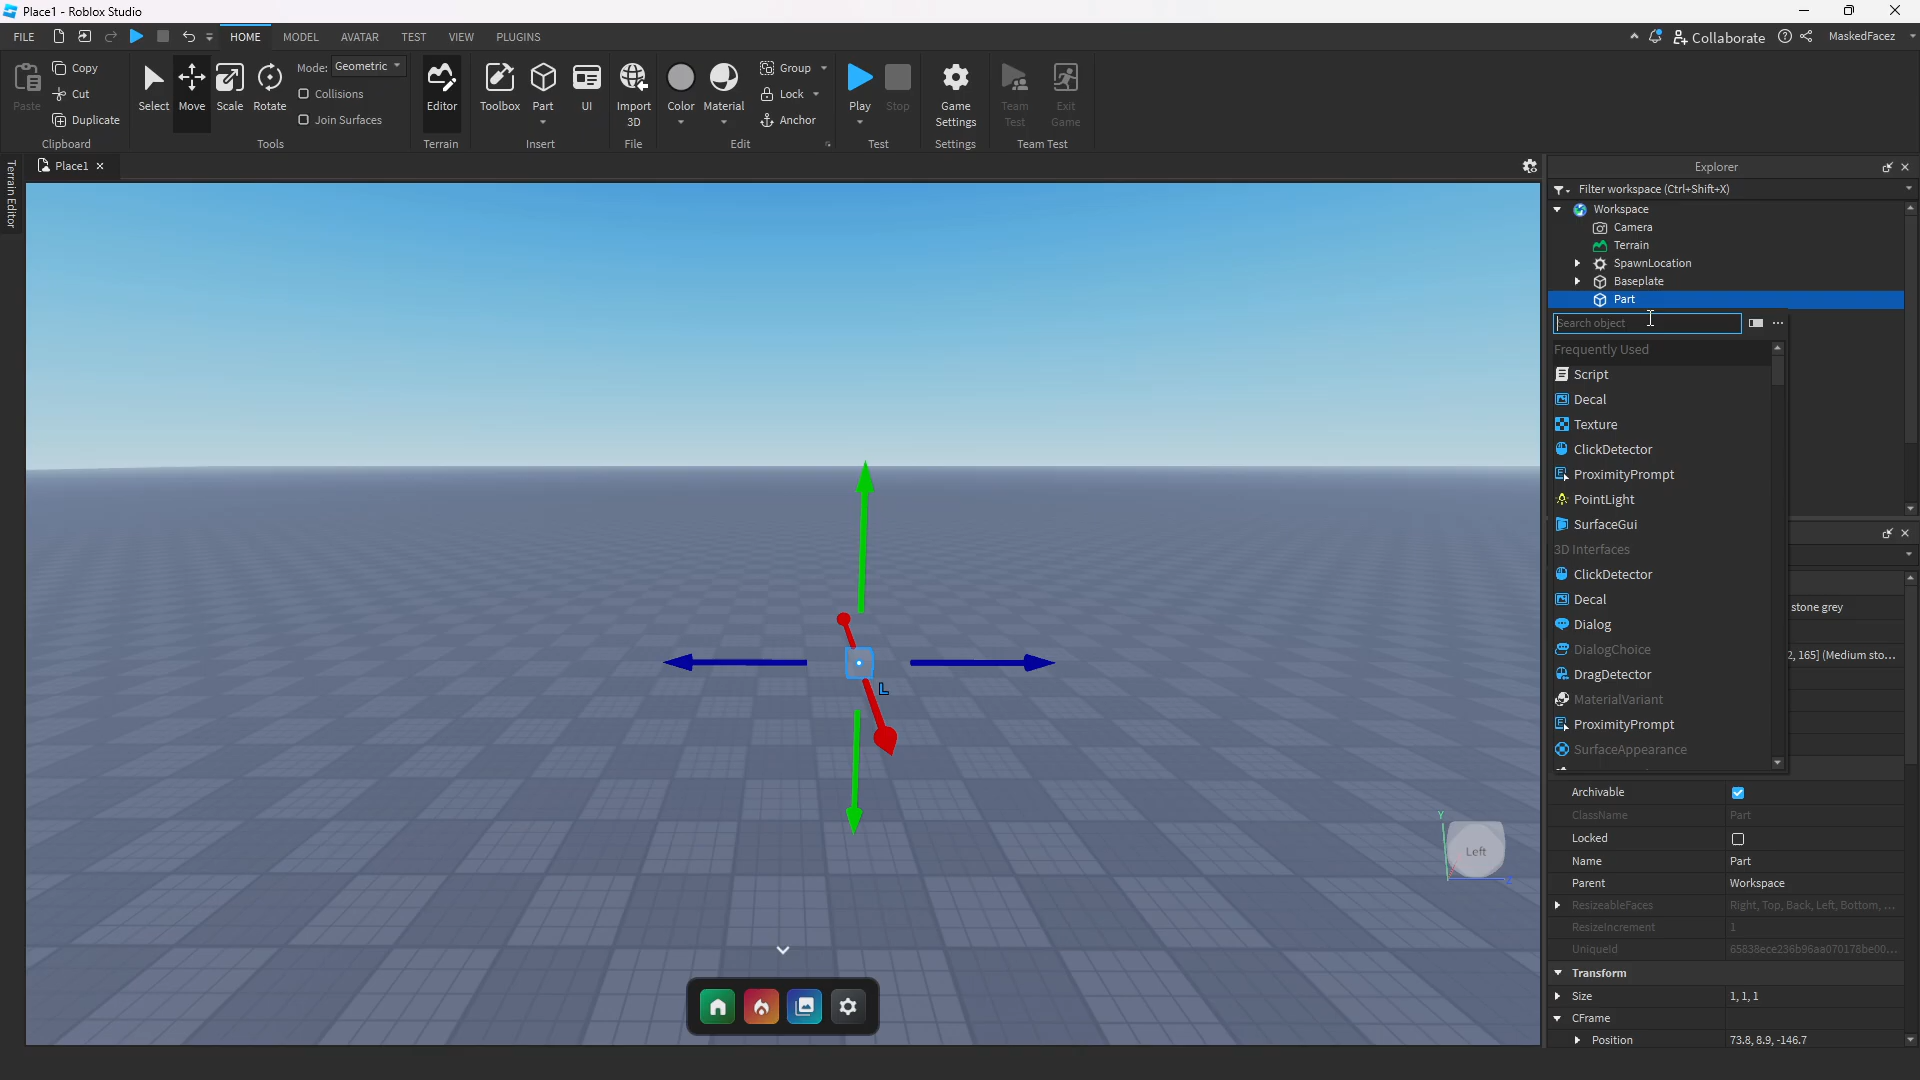 Place1 - Roblox Studio
FILE HOME MODEL AVATAR TEST VIEW PLUGINS Collaborate MaskedFacez
Paste Copy Cut Duplicate
Clipboard
Select Move Scale Rotate Mode: Geometric
Collisions
Join Surfaces
Tools
Editor
Terrain
Toolbox Part UI
Insert
Import
3D
File
Color Material Group
Lock
Anchor
Edit
Play Stop
Test
Game
Settings
Settings
Team
Test
Exit
Game
Team Test
Terrain Editor
Place1
L
Y
Left
Z
Explorer
Filter workspace (Ctrl+Shift+X)
Workspace
Camera
Terrain
SpawnLocation
Baseplate
Part
Search object
Frequently Used
Script
Decal
Texture
ClickDetector
ProximityPrompt
PointLight
SurfaceGui
3D Interfaces
ClickDetector
Decal
Dialog
stone grey
DialogChoice
2, 165] (Medium sto...
DragDetector
MaterialVariant
ProximityPrompt
SurfaceAppearance
Archivable
ClassName Part
Locked
Name Part
Parent Workspace
ResizeableFaces Right, Top, Back, Left, Bottom, ...
ResizeIncrement 1
UniqueId 65838ece236b96aa070178be00...
Transform
Size 1, 1, 1
CFrame
Position 73.8, 8.9, -146.7